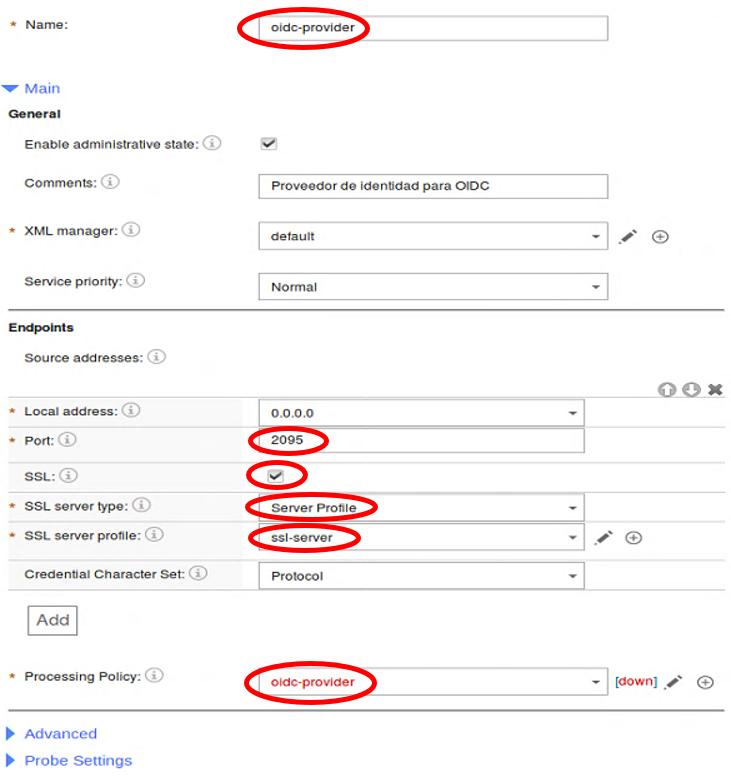 * Name: oidc-provider
Main
General
Enable administrative state:
Comments: Proveedor de identidad para OIDC
* XML manager: default
Service priority: Normal
Endpoints
Source addresses:
* Local address: 0.0.0.0
* Port: 2095
SSL:
* SSL server type: Server Profile
* SSL server profile: ssl-server
Credential Character Set: Protocol
Add
* Processing Policy: oidc-provider [down]
Advanced
Probe Settings